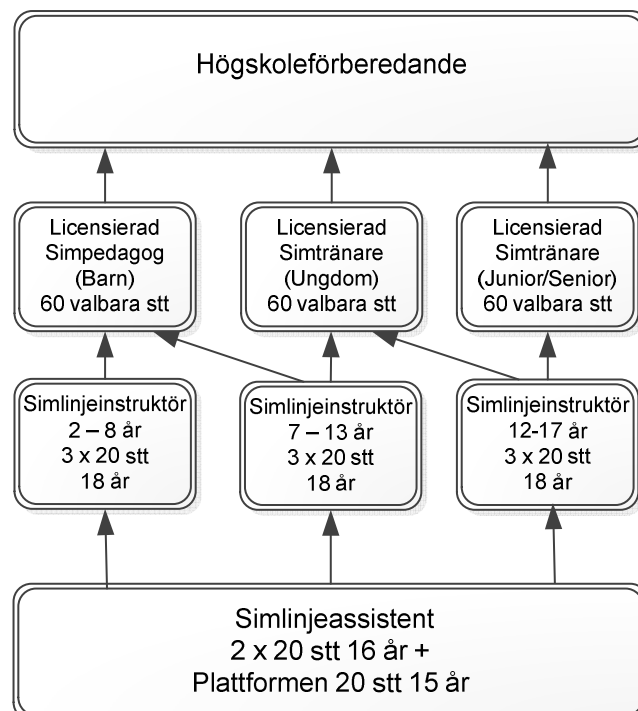 Högskoleförberedande
Licensierad
Simpedagog
(Barn)
60 valbara stt
Licensierad
Simtränare
(Ungdom)
60 valbara stt
Licensierad
Simtränare
(Junior/Senior)
60 valbara stt
Simlinjeinstruktör
2 – 8 år
3 x 20 stt
18 år
Simlinjeinstruktör
7 – 13 år
3 x 20 stt
18 år
Simlinjeinstruktör
12-17 år
3 x 20 stt
18 år
Simlinjeassistent
2 x 20 stt 16 år +
Plattformen 20 stt 15 år